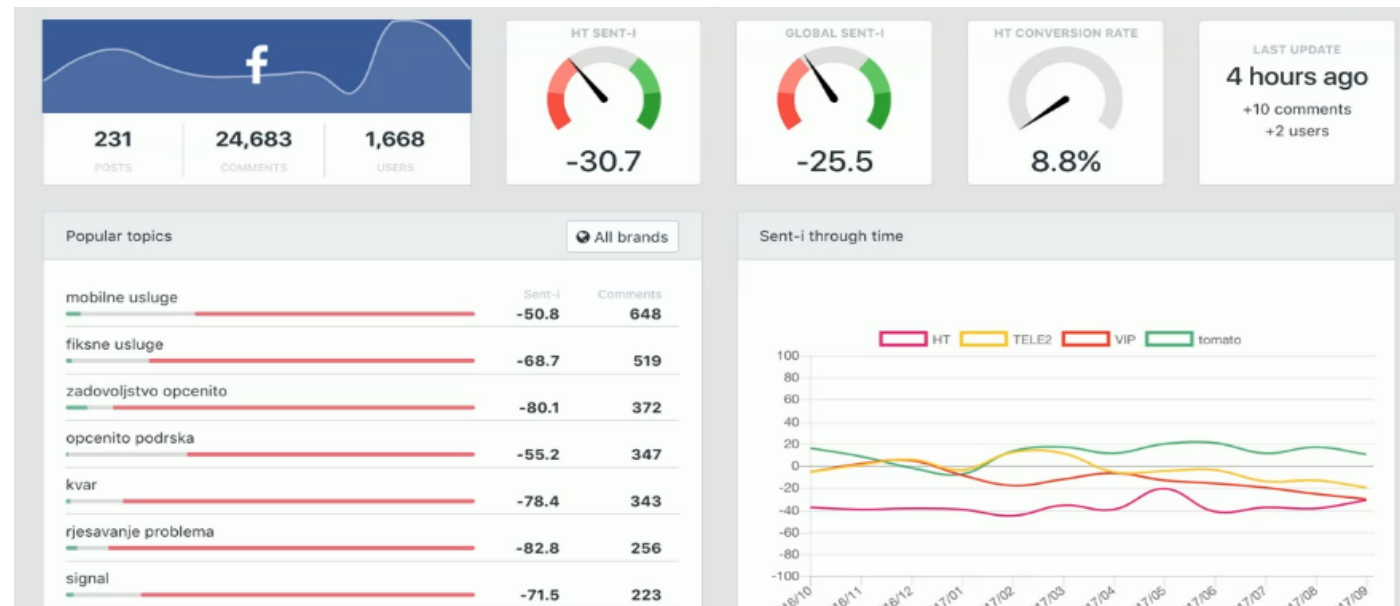 f
231
24,683
1,668
POSTS
COMMENTS
USERS
HT SENT-I
-30.7
GLOBAL SENT-I
-25.5
HT CONVERSION RATE
8.8%
LAST UPDATE
4 hours ago
+10 comments
+2 users
Popular topics
All brands
Sent-i Comments
mobilne usluge -50.8 648
fiksne usluge -68.7 519
zadovoljstvo opcenito -80.1 372
opcenito podrska -55.2 347
kvar -78.4 343
rjesavanje problema -82.8 256
signal -71.5 223
Sent-i through time
HT TELE2 VIP tomato
100
80
60
40
20
0
-20
-40
-60
-80
-100